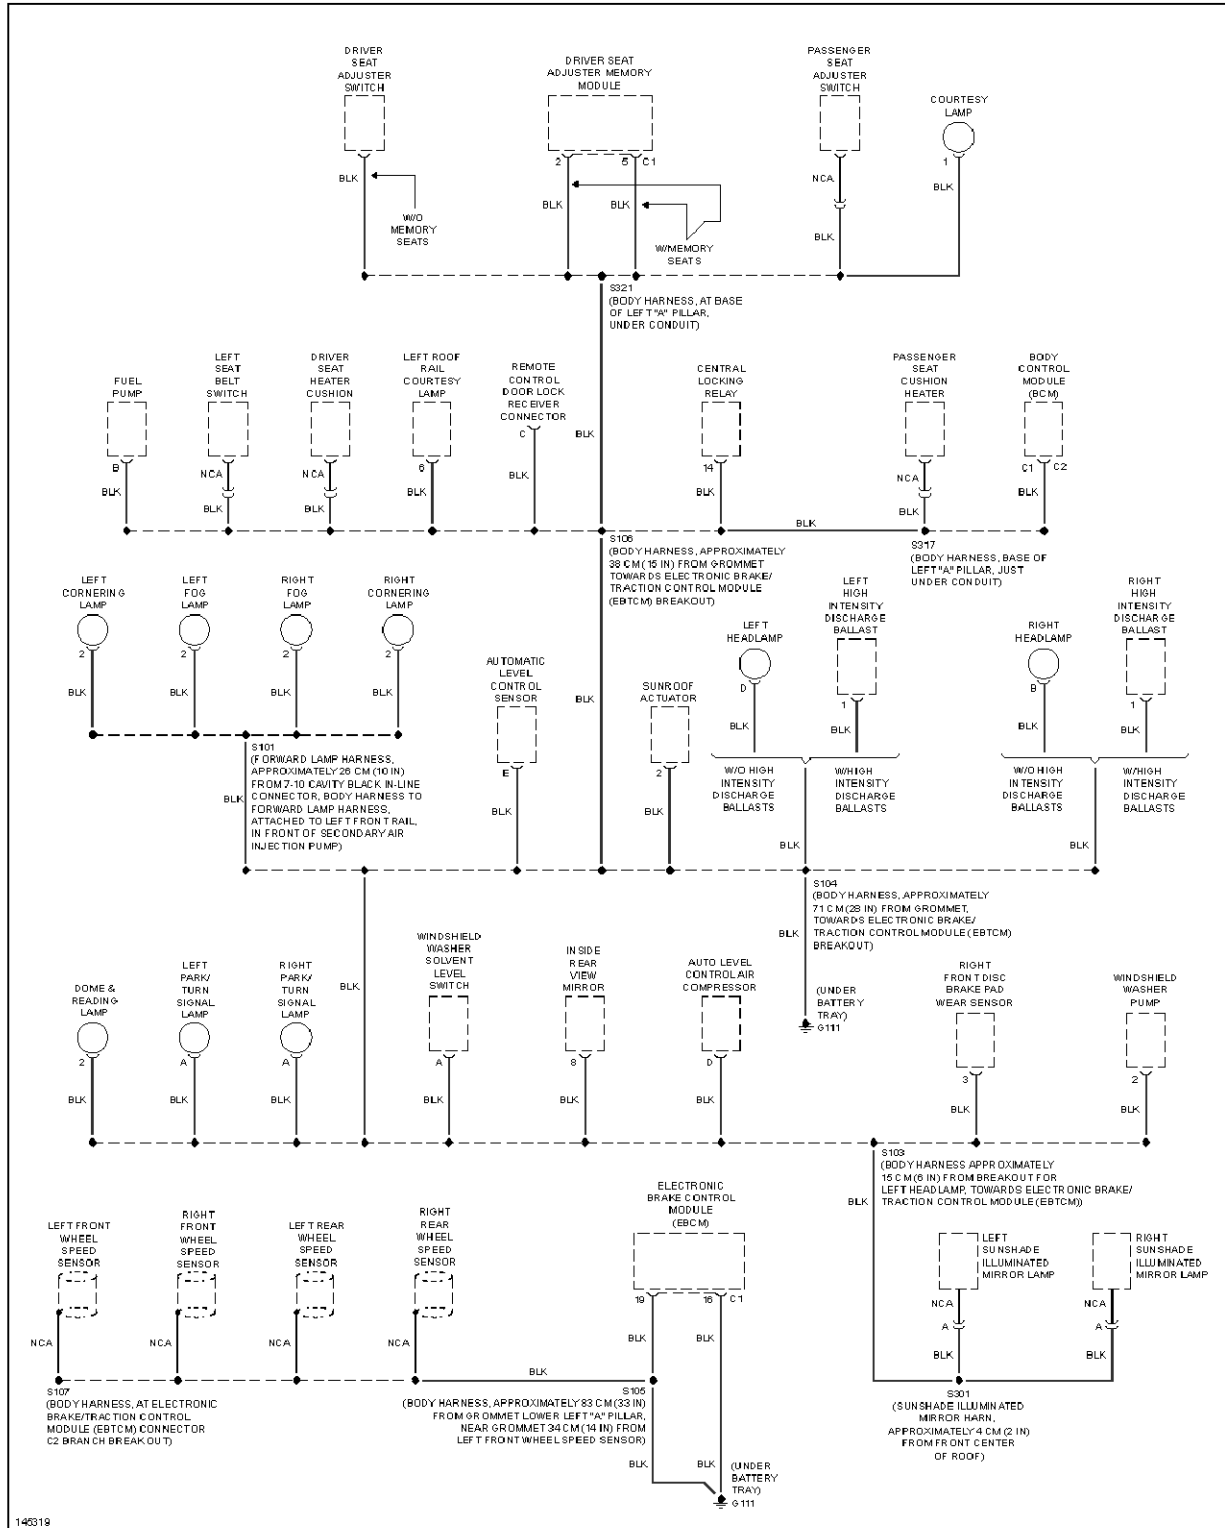 DRIVER
SEAT
ADJUSTER
SWITCH
DRIVER SEAT
ADJUSTER MEMORY
MODULE
PASSENGER
SEAT
ADJUSTER
SWITCH
COURTESY
LAMP
2
5
C1
1
BLK
NCA
BLK
BLK
BLK
BLK
W/O
MEMORY
SEATS
W/MEMORY
SEATS
S321
(BODY HARNESS, AT BASE
OF LEFT "A" PILLAR,
UNDER CONDUIT)
FUEL
PUMP
LEFT
SEAT
BELT
SWITCH
DRIVER
SEAT
HEATER
CUSHION
LEFT ROOF
RAIL
COURTESY
LAMP
REMOTE
CONTROL
DOOR LOCK
RECEIVER
CONNECTOR
CENTRAL
LOCKING
RELAY
PASSENGER
SEAT
CUSHION
HEATER
BODY
CONTROL
MODULE
(BCM)
B
NCA
NCA
6
C
BLK
14
NCA
C1
C2
BLK
BLK
BLK
BLK
BLK
BLK
BLK
BLK
BLK
S106
(BODY HARNESS, APPROXIMATELY
38 CM (15 IN) FROM GROMMET
TOWARDS ELECTRONIC BRAKE/
TRACTION CONTROL MODULE
(EBTCM) BREAKOUT)
S317
(BODY HARNESS, BASE OF
LEFT "A" PILLAR, JUST
UNDER CONDUIT)
LEFT
CORNERING
LAMP
LEFT
FOG
LAMP
RIGHT
FOG
LAMP
RIGHT
CORNERING
LAMP
2
2
2
2
BLK
BLK
BLK
BLK
AUTOMATIC
LEVEL
CONTROL
SENSOR
E
BLK
BLK
SUNROOF
ACTUATOR
2
BLK
LEFT
HEADLAMP
D
BLK
LEFT
HIGH
INTENSITY
DISCHARGE
BALLAST
1
BLK
RIGHT
HEADLAMP
B
BLK
RIGHT
HIGH
INTENSITY
DISCHARGE
BALLAST
1
BLK
W/O HIGH
INTENSITY
DISCHARGE
BALLASTS
W/HIGH
INTENSITY
DISCHARGE
BALLASTS
W/O HIGH
INTENSITY
DISCHARGE
BALLASTS
W/HIGH
INTENSITY
DISCHARGE
BALLASTS
BLK
BLK
S101
(FORWARD LAMP HARNESS,
APPROXIMATELY 26 CM (10 IN)
FROM 7-10 CAVITY BLACK IN-LINE
CONNECTOR, BODY HARNESS TO
FORWARD LAMP HARNESS,
ATTACHED TO LEFT FRONT RAIL,
IN FRONT OF SECONDARY AIR
INJECTION PUMP)
BLK
S104
(BODY HARNESS, APPROXIMATELY
71 CM (28 IN) FROM GROMMET,
TOWARDS ELECTRONIC BRAKE/
TRACTION CONTROL MODULE (EBTCM)
BREAKOUT)
BLK
(UNDER
BATTERY
TRAY)
G111
DOME &
READING
LAMP
LEFT
PARK/
TURN
SIGNAL
LAMP
RIGHT
PARK/
TURN
SIGNAL
LAMP
BLK
WINDSHIELD
WASHER
SOLVENT
LEVEL
SWITCH
INSIDE
REAR
VIEW
MIRROR
AUTO LEVEL
CONTROL AIR
COMPRESSOR
RIGHT
FRONT DISC
BRAKE PAD
WEAR SENSOR
WINDSHIELD
WASHER
PUMP
2
A
A
A
8
D
3
2
BLK
BLK
BLK
BLK
BLK
BLK
BLK
BLK
S103
(BODY HARNESS APPROXIMATELY
15 CM (6 IN) FROM BREAKOUT FOR
LEFT HEADLAMP, TOWARDS ELECTRONIC BRAKE/
TRACTION CONTROL MODULE (EBTCM))
BLK
LEFT FRONT
WHEEL
SPEED
SENSOR
RIGHT
FRONT
WHEEL
SPEED
SENSOR
LEFT REAR
WHEEL
SPEED
SENSOR
RIGHT
REAR
WHEEL
SPEED
SENSOR
ELECTRONIC
BRAKE CONTROL
MODULE
(EBCM)
LEFT
SUNSHADE
ILLUMINATED
MIRROR LAMP
RIGHT
SUNSHADE
ILLUMINATED
MIRROR LAMP
19
16
C1
NCA
NCA
NCA
NCA
BLK
BLK
NCA
NCA
A
A
BLK
BLK
BLK
S107
(BODY HARNESS, AT ELECTRONIC
BRAKE/TRACTION CONTROL
MODULE (EBTCM) CONNECTOR
C2 BRANCH BREAKOUT)
S105
(BODY HARNESS, APPROXIMATELY 83 CM (33 IN)
FROM GROMMET LOWER LEFT "A" PILLAR,
NEAR GROMMET 34 CM (14 IN) FROM
LEFT FRONT WHEEL SPEED SENSOR)
BLK
BLK
(UNDER
BATTERY
TRAY)
G111
S301
(SUNSHADE ILLUMINATED
MIRROR HARN,
APPROXIMATELY 4 CM (2 IN)
FROM FRONT CENTER
OF ROOF)
145319